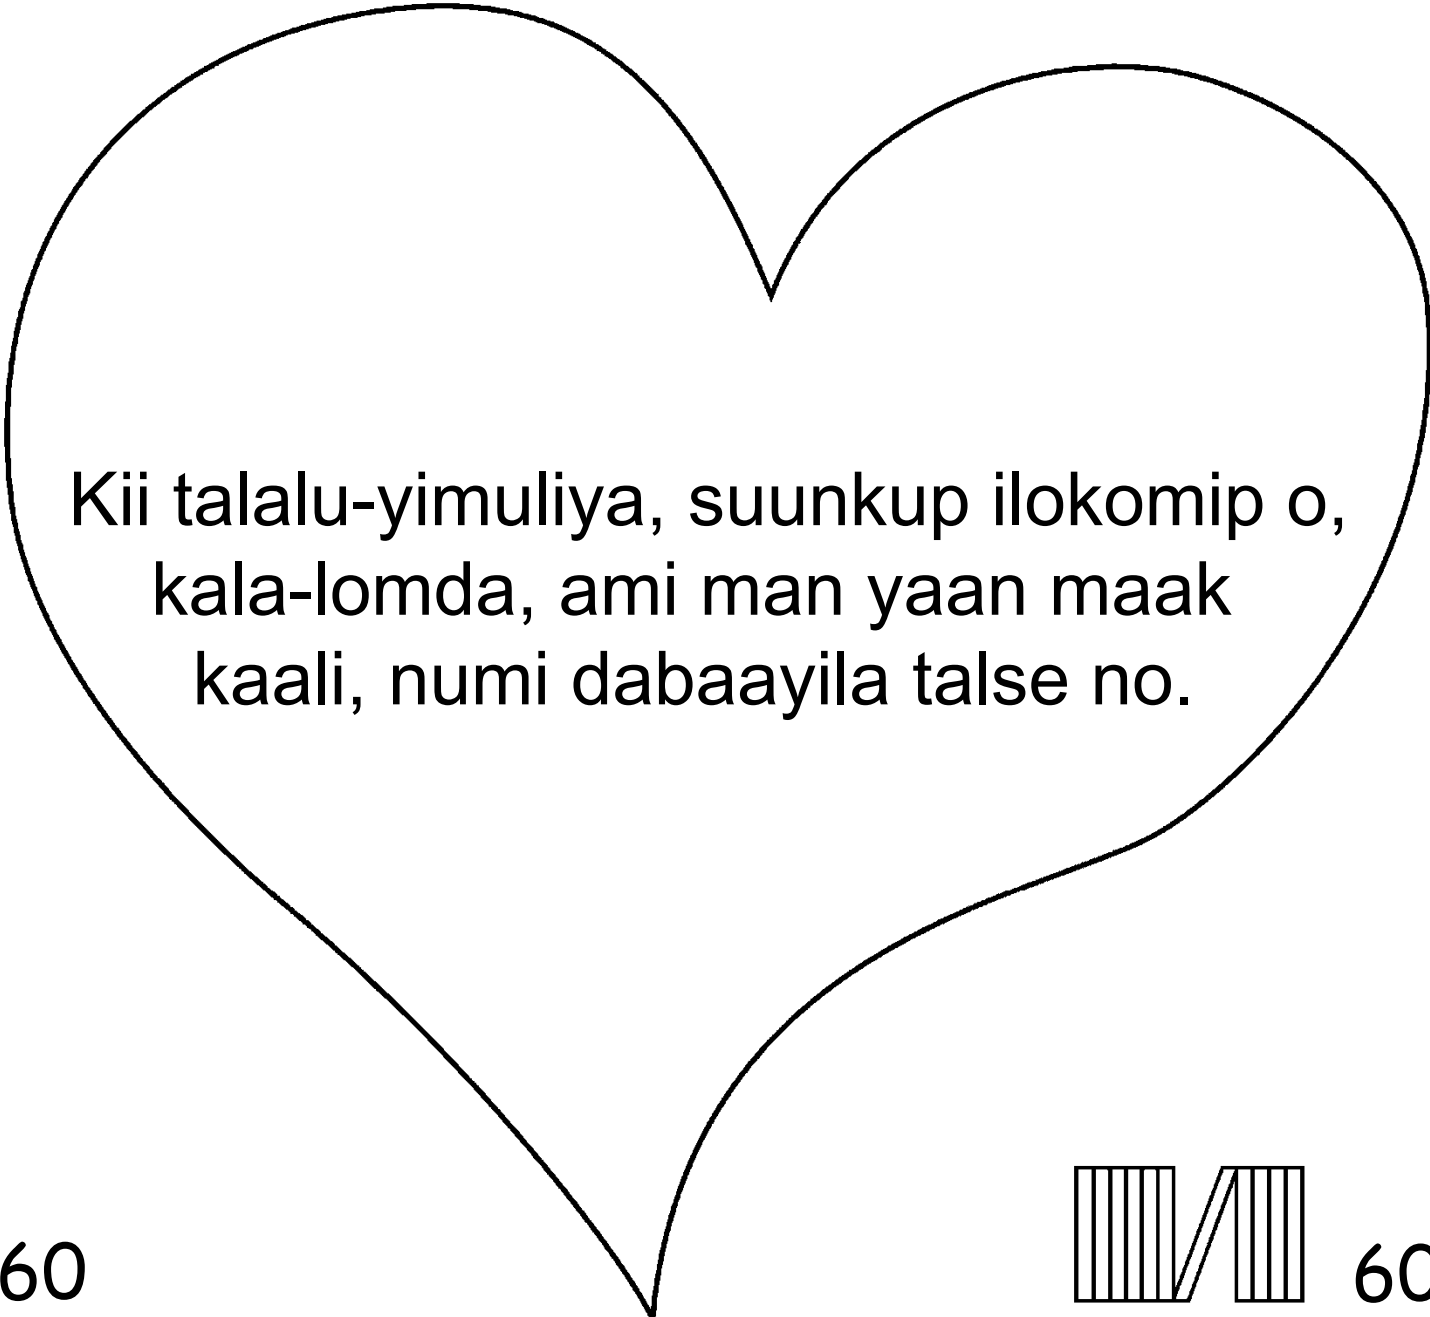 Kii talalu-yimuliya, suunkup ilokomip o,
kala-lomda, ami man yaan maak
kaali, numi dabaayila talse no.
60
60